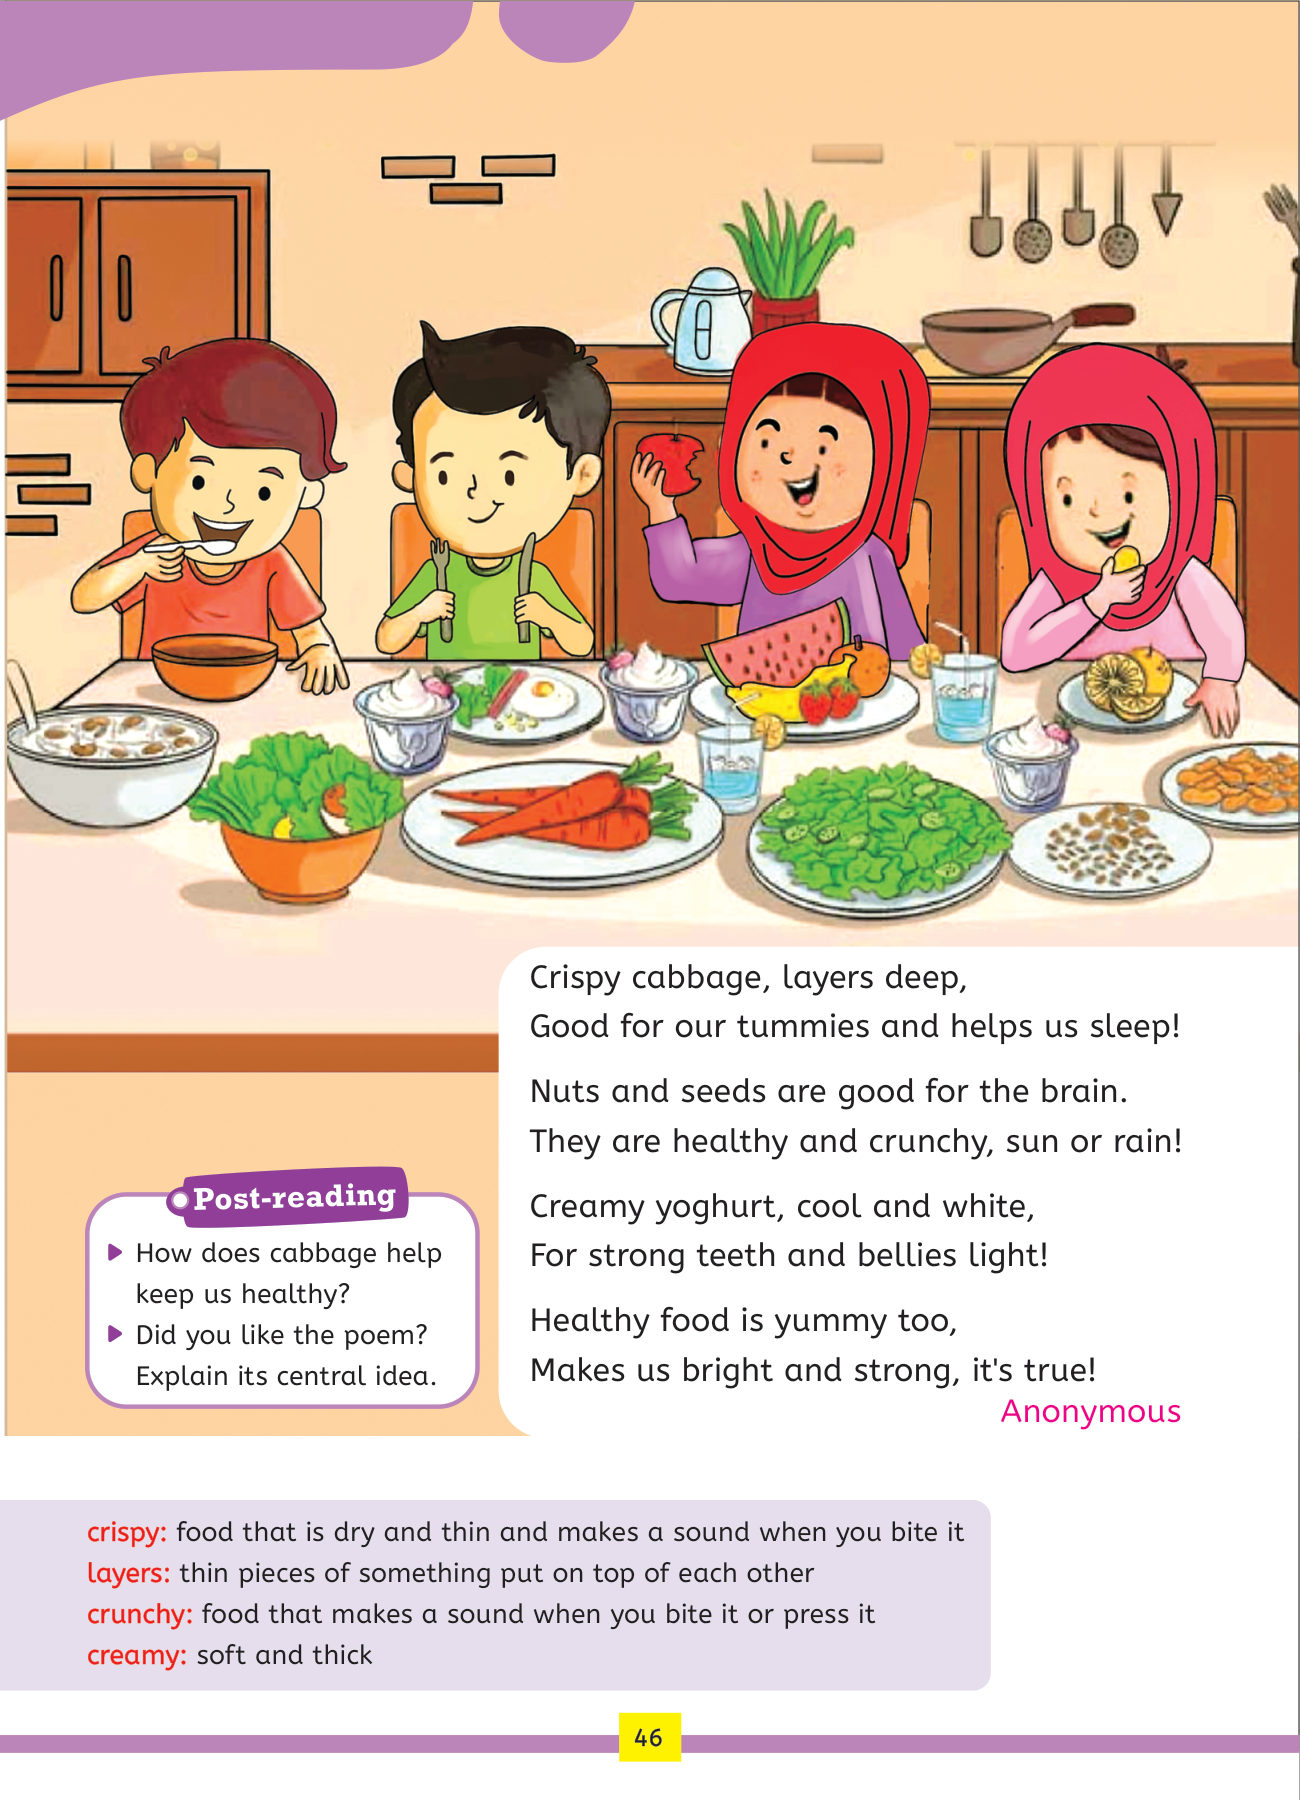 Crispy cabbage, layers deep,
Good for our tummies and helps us sleep!
Nuts and seeds are good for the brain.
They are healthy and crunchy, sun or rain!
Creamy yoghurt, cool and white,
For strong teeth and bellies light!
Healthy food is yummy too,
Makes us bright and strong, it's true!
Anonymous
Post-reading
How does cabbage help
keep us healthy?
Did you like the poem?
Explain its central idea.
crispy: food that is dry and thin and makes a sound when you bite it
layers: thin pieces of something put on top of each other
crunchy: food that makes a sound when you bite it or press it
creamy: soft and thick
46